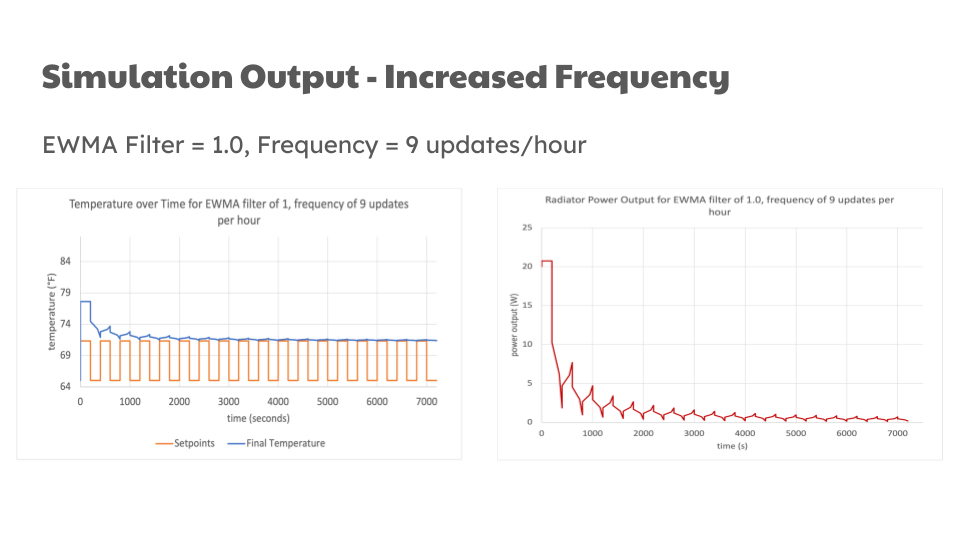 Simulation Output - Increased Frequency
EWMA Filter = 1.0, Frequency = 9 updates/hour
Temperature over Time for EWMA filter of 1, frequency of 9 updates
per hour
temperature (°F)
84
79
74
69
64
0 1000 2000 3000 4000 5000 6000 7000
time (seconds)
Setpoints Final Temperature
Radiator Power Output for EWMA filter of 1.0, frequency of 9 updates per
hour
power output (W)
25
20
15
10
5
0
0 1000 2000 3000 4000 5000 6000 7000
time (s)